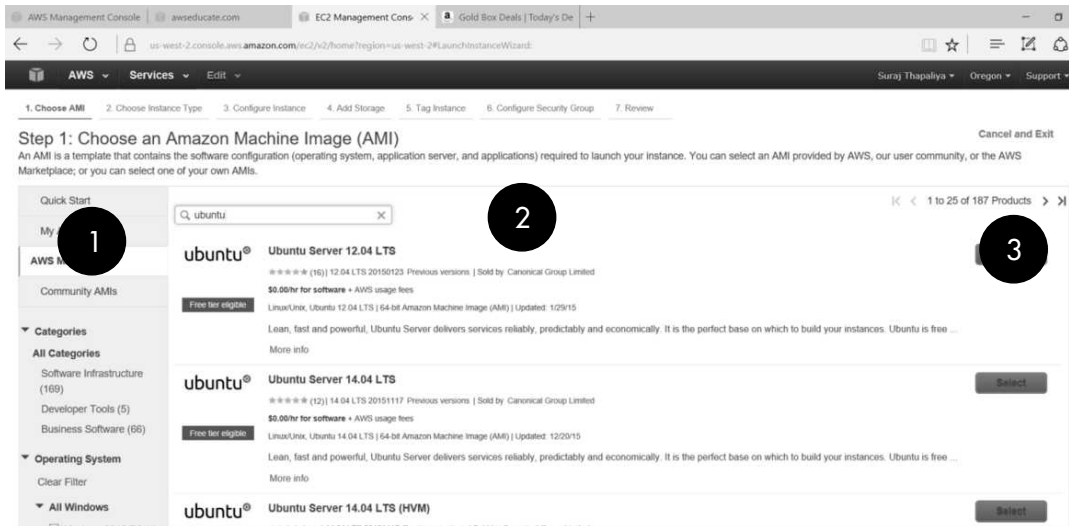 AWS Management Console
awseducate.com
EC2 Management Cons
Gold Box Deals | Today's De
us-west-2.console.aws.amazon.com/ec2/v2/home?region=us-west-2#LaunchInstanceWizard:
AWS Services Edit
Suraj Thapaliya Oregon Support
1. Choose AMI 2. Choose Instance Type 3. Configure Instance 4. Add Storage 5. Tag Instance 6. Configure Security Group 7. Review
Step 1: Choose an Amazon Machine Image (AMI)
Cancel and Exit
An AMI is a template that contains the software configuration (operating system, application server, and applications) required to launch your instance. You can select an AMI provided by AWS, our user community, or the AWS
Marketplace; or you can select one of your own AMIs.
Quick Start
My
1
AWS M
Community AMIs
Categories
All Categories
Software Infrastructure
(169)
Developer Tools (5)
Business Software (66)
Operating System
Clear Filter
All Windows
ubuntu
2
1 to 25 of 187 Products
3
ubuntu®
Free tier eligible
Ubuntu Server 12.04 LTS
(16) | 12.04 LTS 20150123 Previous versions | Sold by Canonical Group Limited
$0.00/hr for software + AWS usage fees
Linux/Unix, Ubuntu 12.04 LTS | 64-bit Amazon Machine Image (AMI) | Updated: 1/29/15
Lean, fast and powerful, Ubuntu Server delivers services reliably, predictably and economically. It is the perfect base on which to build your instances. Ubuntu is free ...
More info
ubuntu®
Free tier eligible
Ubuntu Server 14.04 LTS
(12) | 14.04 LTS 20151117 Previous versions | Sold by Canonical Group Limited
$0.00/hr for software + AWS usage fees
Linux/Unix, Ubuntu 14.04 LTS | 64-bit Amazon Machine Image (AMI) | Updated: 12/20/15
Lean, fast and powerful, Ubuntu Server delivers services reliably, predictably and economically. It is the perfect base on which to build your instances. Ubuntu is free ...
More info
Select
ubuntu®
Ubuntu Server 14.04 LTS (HVM)
Select